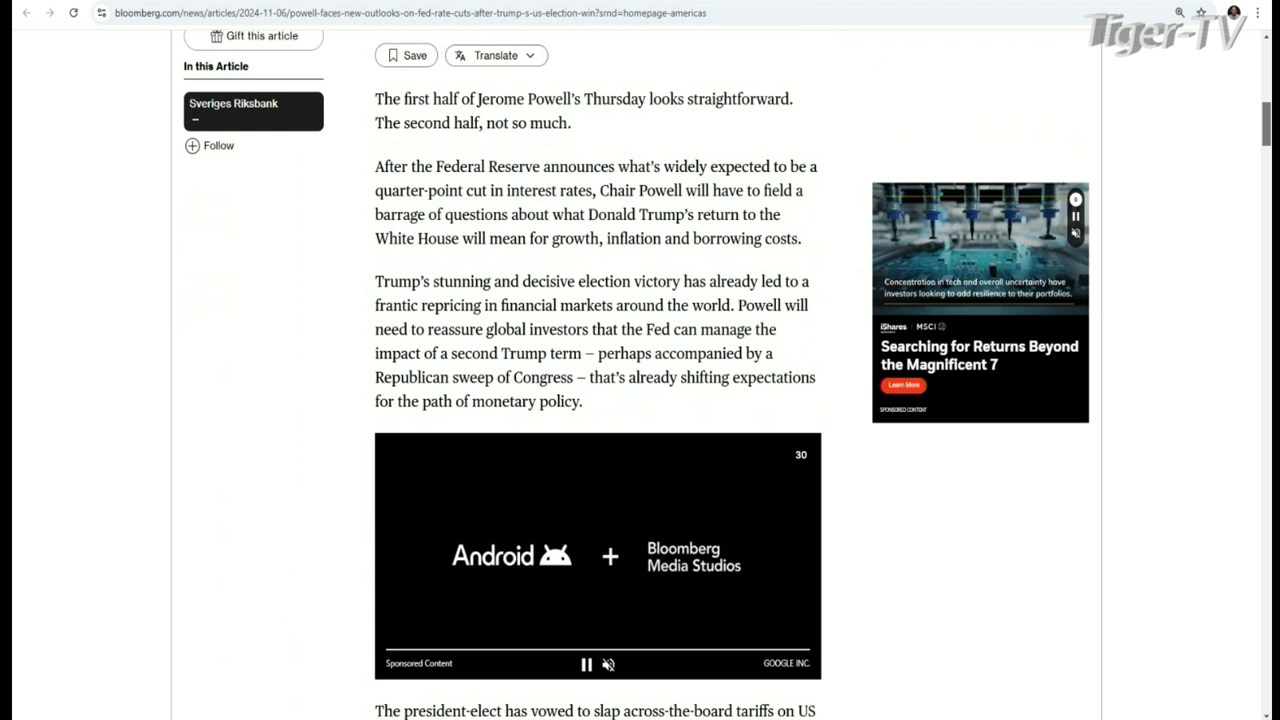 bloomberg.com/news/articles/2024-11-06/powell-faces-new-outlooks-on-fed-rate-cuts-after-trump-s-us-election-win?srnd=homepage-americas
Tiger-TV
Gift this article
In this Article
Sveriges Riksbank
--
Follow
Save
Translate
The first half of Jerome Powell’s Thursday looks straightforward.
The second half, not so much.
After the Federal Reserve announces what’s widely expected to be a
quarter-point cut in interest rates, Chair Powell will have to field a
barrage of questions about what Donald Trump’s return to the
White House will mean for growth, inflation and borrowing costs.
Trump’s stunning and decisive election victory has already led to a
frantic repricing in financial markets around the world. Powell will
need to reassure global investors that the Fed can manage the
impact of a second Trump term – perhaps accompanied by a
Republican sweep of Congress – that’s already shifting expectations
for the path of monetary policy.
30
Android + Bloomberg
Media Studios
Sponsored Content
GOOGLE INC.
The president-elect has vowed to slap across-the-board tariffs on US
Concentration in tech and overall uncertainty have
investors looking to add resilience to their portfolios.
iShares | MSCI
Searching for Returns Beyond
the Magnificent 7
Learn More
SPONSORED CONTENT